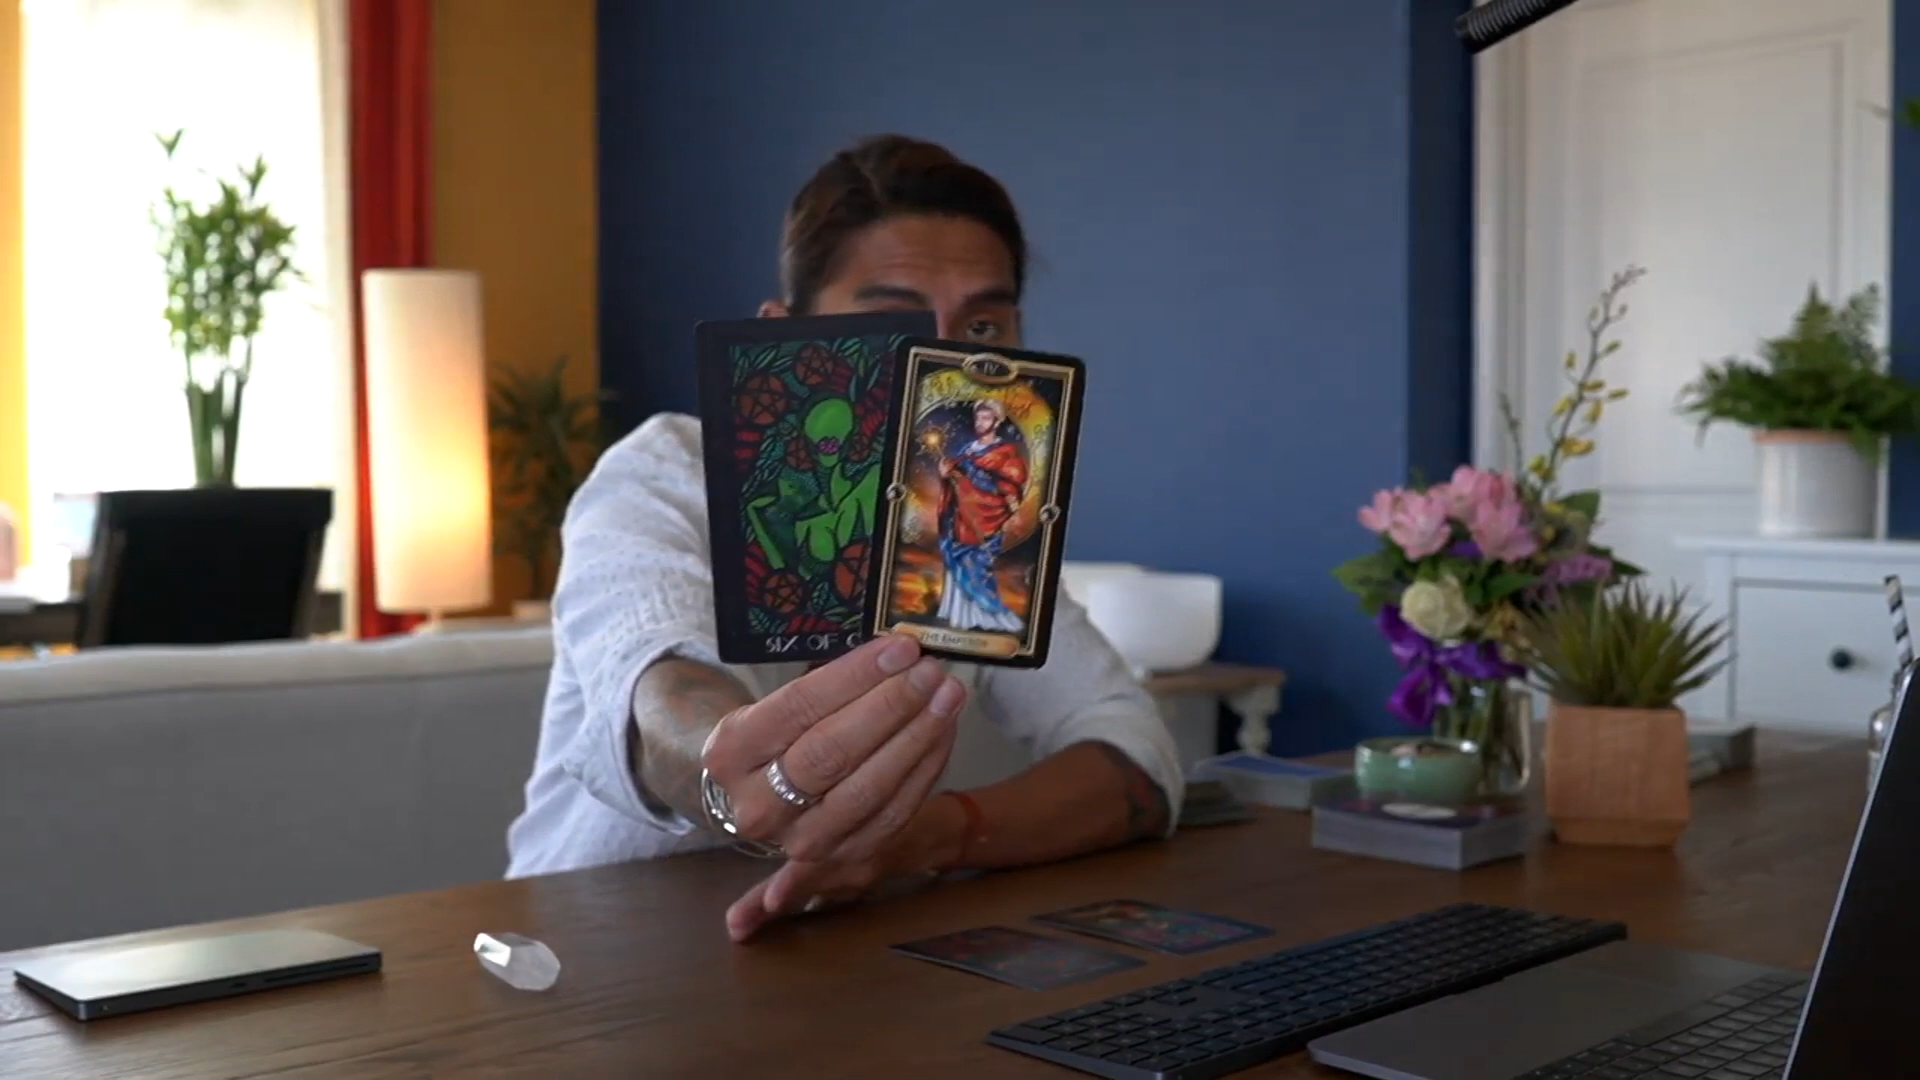 SIX OF
IV
THE EMPEROR